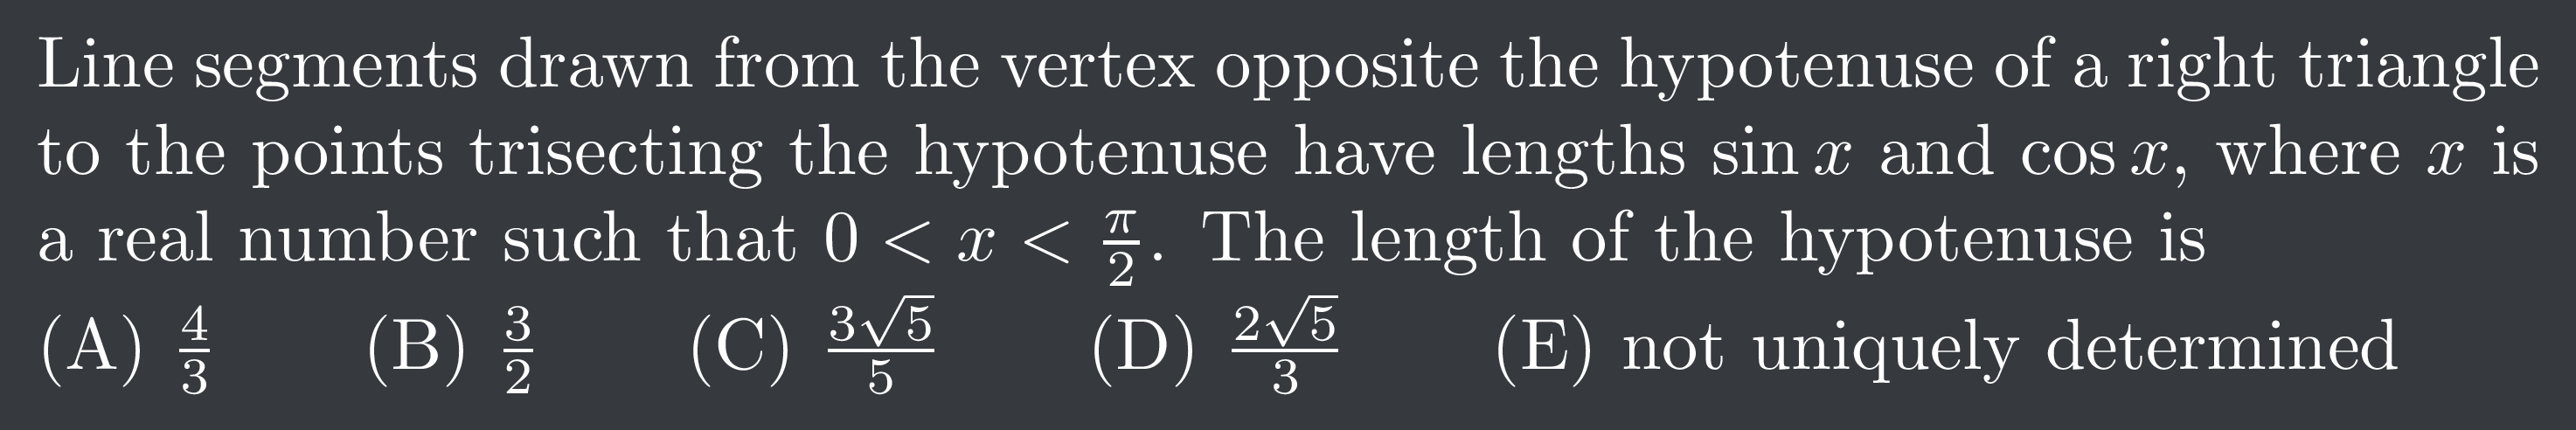 Line segments drawn from the vertex opposite the hypotenuse of a right triangle
to the points trisecting the hypotenuse have lengths sin x and cos x, where x is
a real number such that 0 < x < π/2. The length of the hypotenuse is
(A) 4/3 (B) 3/2 (C) 3√5/5 (D) 2√5/3 (E) not uniquely determined